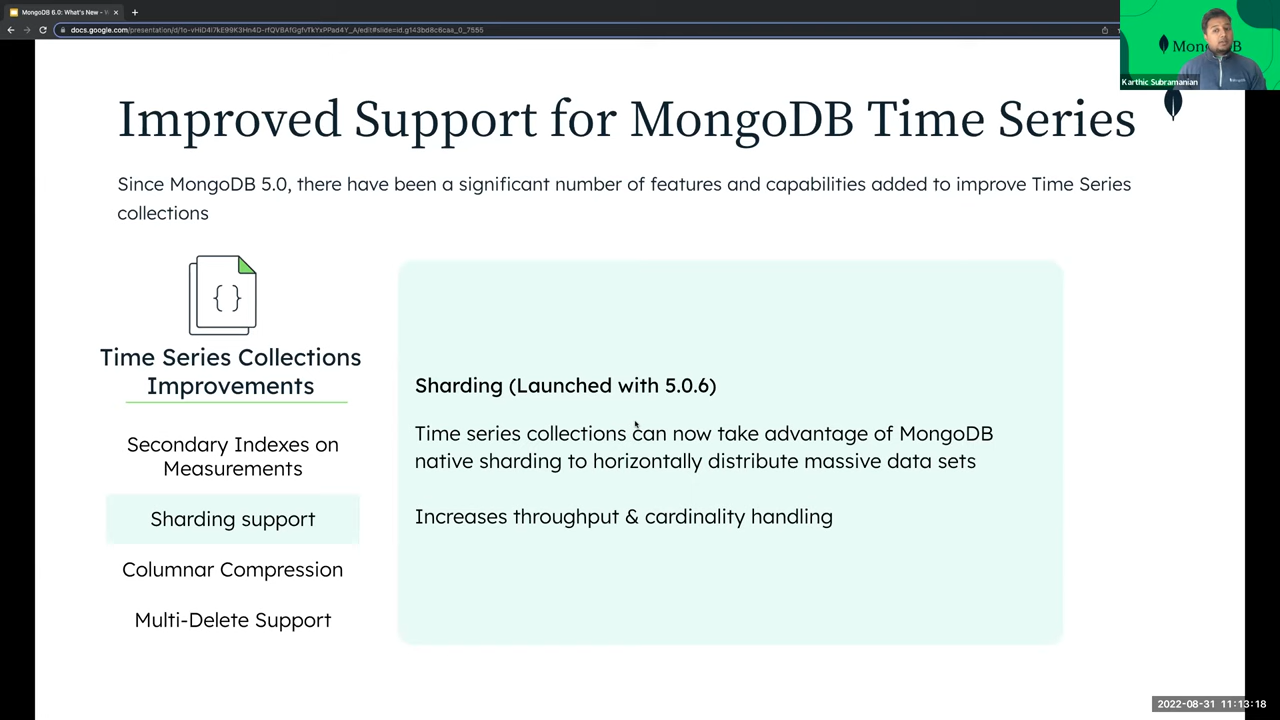 MongoDB 6.0: What's New -
docs.google.com/presentation/d/
Karthic Subramanian
Improved Support for MongoDB Time Series
Since MongoDB 5.0, there have been a significant number of features and capabilities added to improve Time Series
collections
{ }
Time Series Collections
Improvements
Secondary Indexes on
Measurements
Sharding support
Columnar Compression
Multi-Delete Support
Sharding (Launched with 5.0.6)
Time series collections can now take advantage of MongoDB
native sharding to horizontally distribute massive data sets
Increases throughput & cardinality handling
2022-08-31 11:13:18